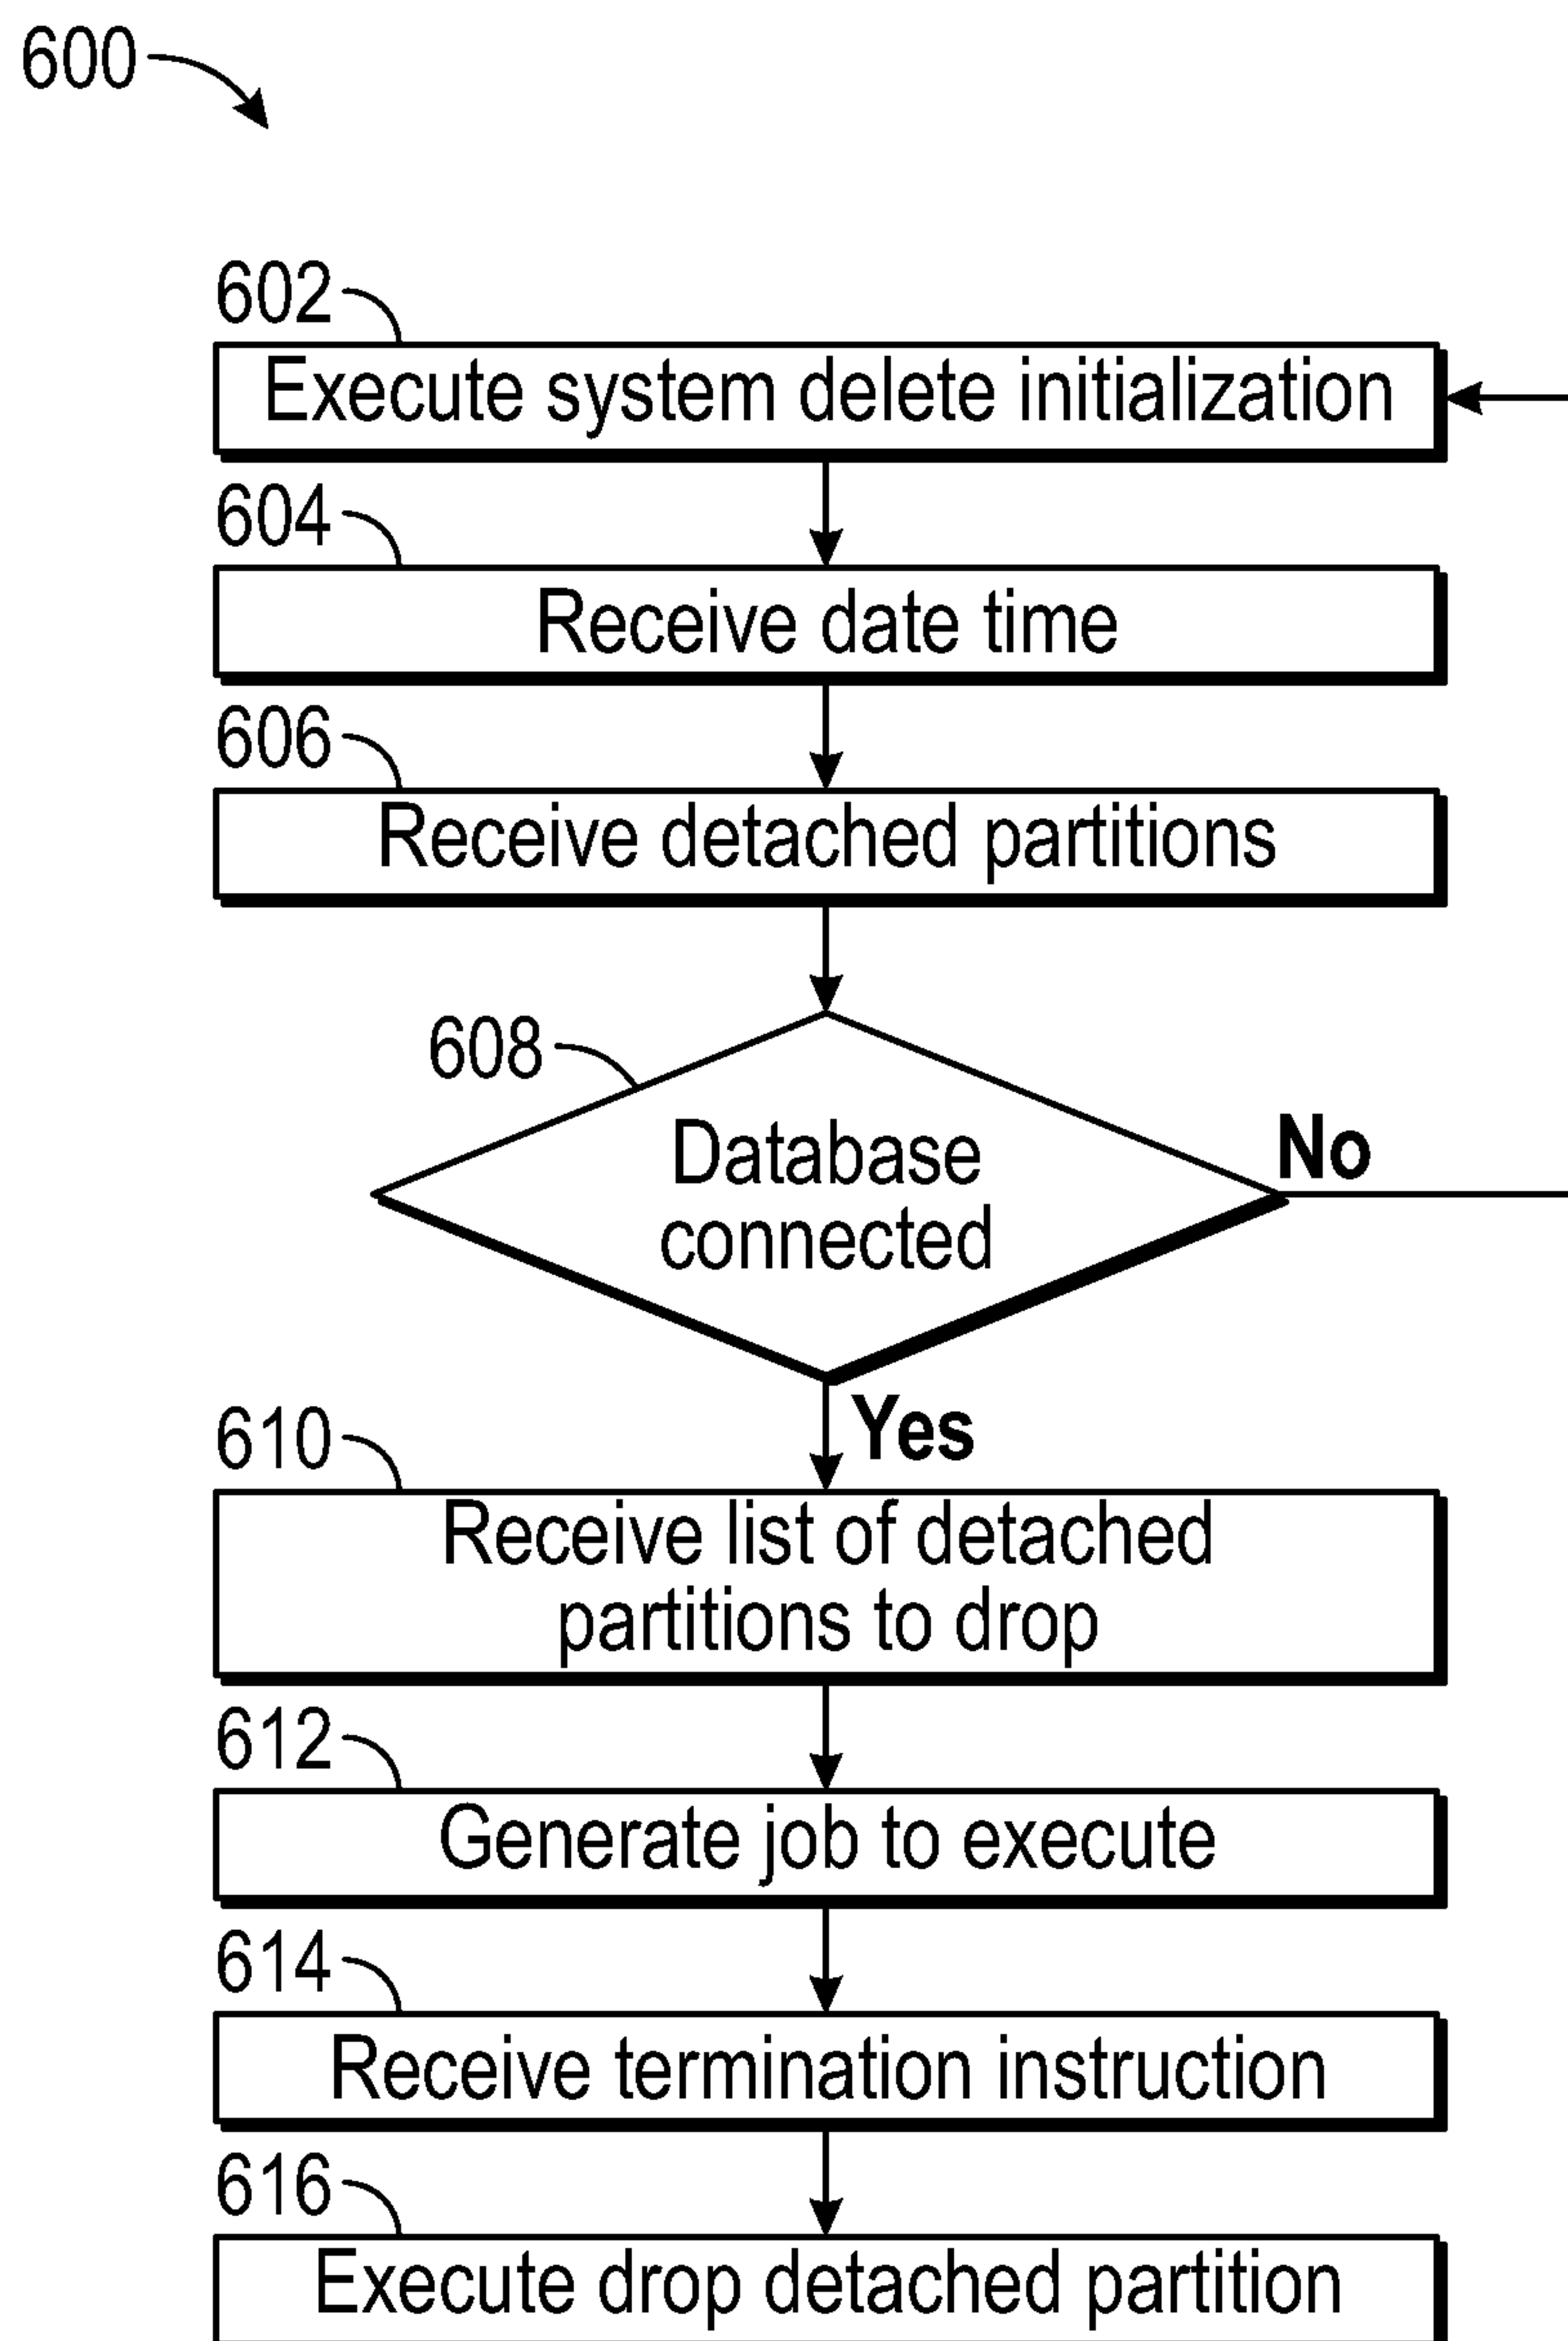 600
602
Execute system delete initialization
604
Receive date time
606
Receive detached partitions
608
Database
connected
No
Yes
610
Receive list of detached
partitions to drop
612
Generate job to execute
614
Receive termination instruction
616
Execute drop detached partition